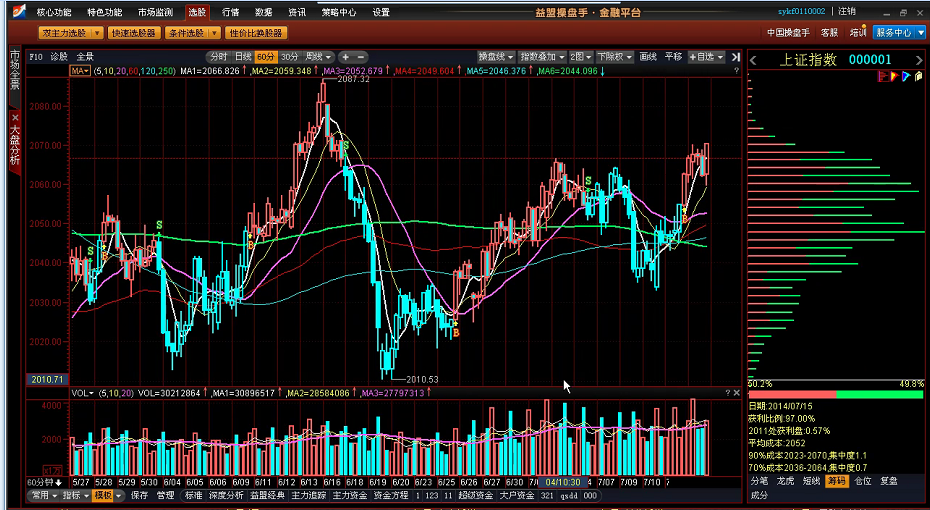 核心功能 特色功能 市场监测 选股 行情 数据 资讯 策略中心 设置 益盟操盘手·金融平台 sykf0110002 | 注销
双主力选股 快速选股器 条件选股 性价比换股器 中国操盘手 客服 培训 服务中心
市场全景
大盘分析
F10 诊股 全景 分时 日线 60分 30分 周线 + - 操盘线 指数叠加 2图 下除权 画线 平移 +自选
上证指数 000001
MA (5,10,20,60,120,250) MA1=2066.826↑,MA2=2059.348↑,MA3=2052.679↑,MA4=2049.604↑,MA5=2046.376↑,MA6=2044.096↓ ?
2087.32
2080.00
2070.00
2060.00
2050.00
2040.00
2030.00
2020.00
2010.71
2010.53
S
B
S
B
S
B
S
B
50.2% 49.8%
VOL (5,10,20) VOL=30212864↑,MA1=30896517↑,MA2=28584086↑,MA3=27797313↑ ? ×
4000
2000
x1万
日期:2014/07/15
获利比例:97.00%
2011处获利盘:0.57%
平均成本:2052
90%成本2023-2070,集中度1.1
70%成本2036-2064,集中度0.7
60分钟 5/27 5/28 5/29 5/30 6/04 6/05 6/06 6/09 6/10 6/11 6/12 6/13 6/16 6/18 6/19 6/20 6/23 6/24 6/25 6/26 6/27 6/30 7/0 04/10:30 4 7/07 7/09 7/10 7
分笔 龙虎 短线 筹码 仓位 复盘
常用 指标 模板 保存 管理 标准 深度分析 益盟经典 主力追踪 主力资金 资金方程 1 123 11 超级资金 大户资金 321 qsdd 000
成分